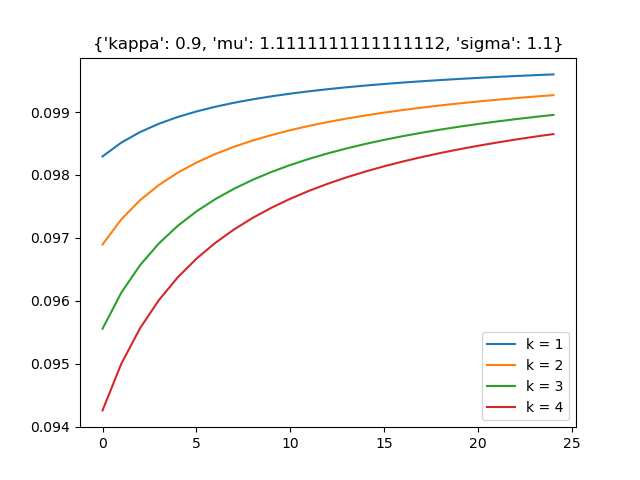 {'kappa': 0.9, 'mu': 1.1111111111111112, 'sigma': 1.1}
0.099
0.098
0.097
0.096
0.095
0.094
k = 1
k = 2
k = 3
k = 4
0 5 10 15 20 25